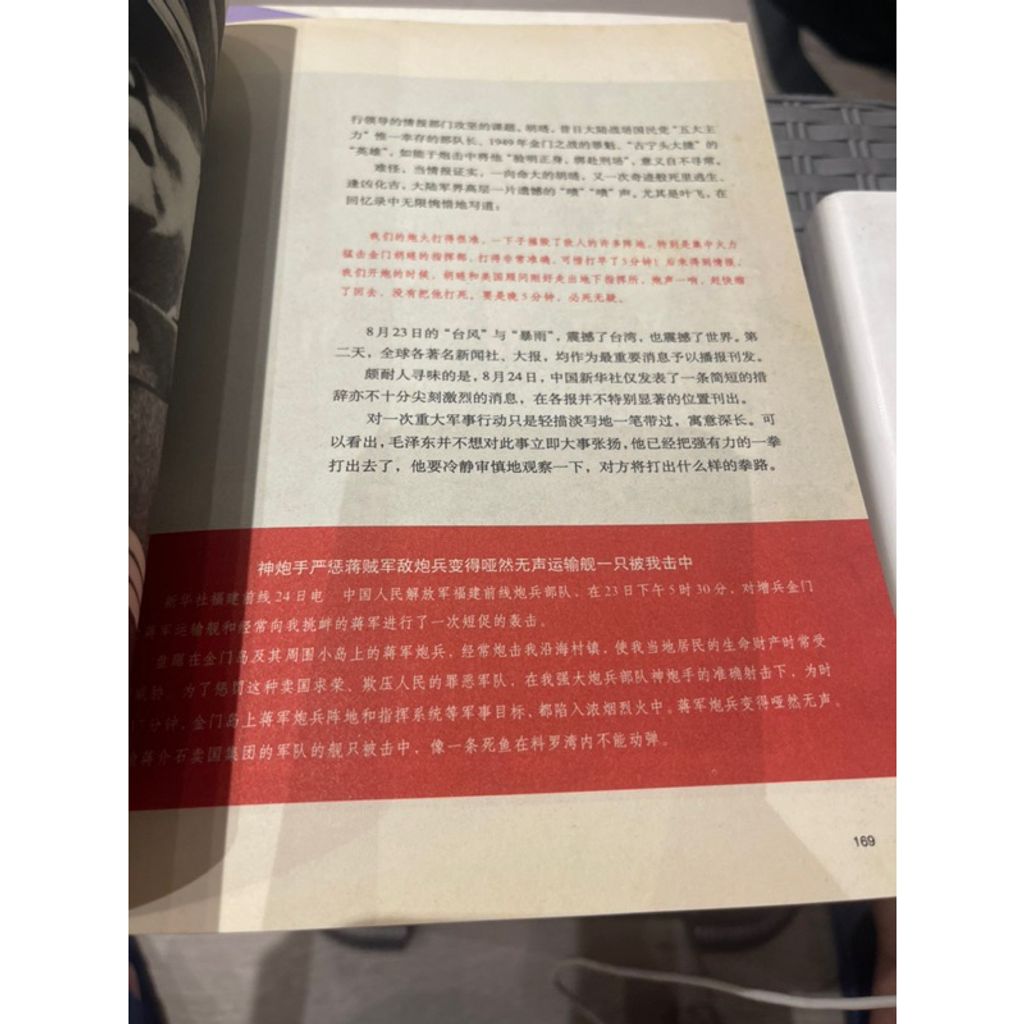 行领导的情报部门攻坚的课题。胡琏，昔日大陆战场国民党“五大主
力”惟一幸存的部队长、1949年金门之战的罪魁、“古宁头大捷”的
“英雄”，如能于炮击中将他“验明正身，绑赴刑场”，意义自不寻常。
难怪，当情报证实，一向命大的胡琏，又一次奇迹般死里逃生、
逢凶化吉，大陆军界高层一片遗憾的“啧”“啧”声。尤其是叶飞，在
回忆录中无限惋惜地写道：
我们的炮火打得很准，一下子摧毁了敌人的许多阵地，特别是集中火力
猛击金门胡琏的指挥部，打得非常准确，可惜打早了5分钟！后来得到情报，
我们开炮的时候，胡琏和美国顾问刚好走出地下指挥所，炮声一响，赶快缩
了回去，没有把他打死。要是晚5分钟，必死无疑。
8月23日的“台风”与“暴雨”，震撼了台湾，也震撼了世界。第
二天，全球各著名新闻社、大报，均作为最重要消息予以播报刊发。
颇耐人寻味的是，8月24日，中国新华社仅发表了一条简短的措
辞亦不十分尖刻激烈的消息，在各报并不特别显著的位置刊出。
对一次重大军事行动只是轻描淡写地一笔带过，寓意深长。可
以看出，毛泽东并不想对此事立即大事张扬，他已经把强有力的一拳
打出去了，他要冷静审慎地观察一下，对方将打出什么样的拳路。
神炮手严惩蒋贼军敌炮兵变得哑然无声运输舰一只被我击中
新华社福建前线24日电 中国人民解放军福建前线炮兵部队，在23日下午5时30分，对增兵金门
蒋军运输舰和经常向我挑衅的蒋军进行了一次短促的轰击。
盘踞在金门岛及其周围小岛上的蒋军炮兵，经常炮击我沿海村镇，使我当地居民的生命财产时常受
威胁。为了惩罚这种卖国求荣、欺压人民的罪恶军队，在我强大炮兵部队神炮手的准确射击下，为时
分钟，金门岛上蒋军炮兵阵地和指挥系统等军事目标，都陷入浓烟烈火中。蒋军炮兵变得哑然无声。
蒋介石卖国集团的军队的舰只被击中，像一条死鱼在料罗湾内不能动弹。
169